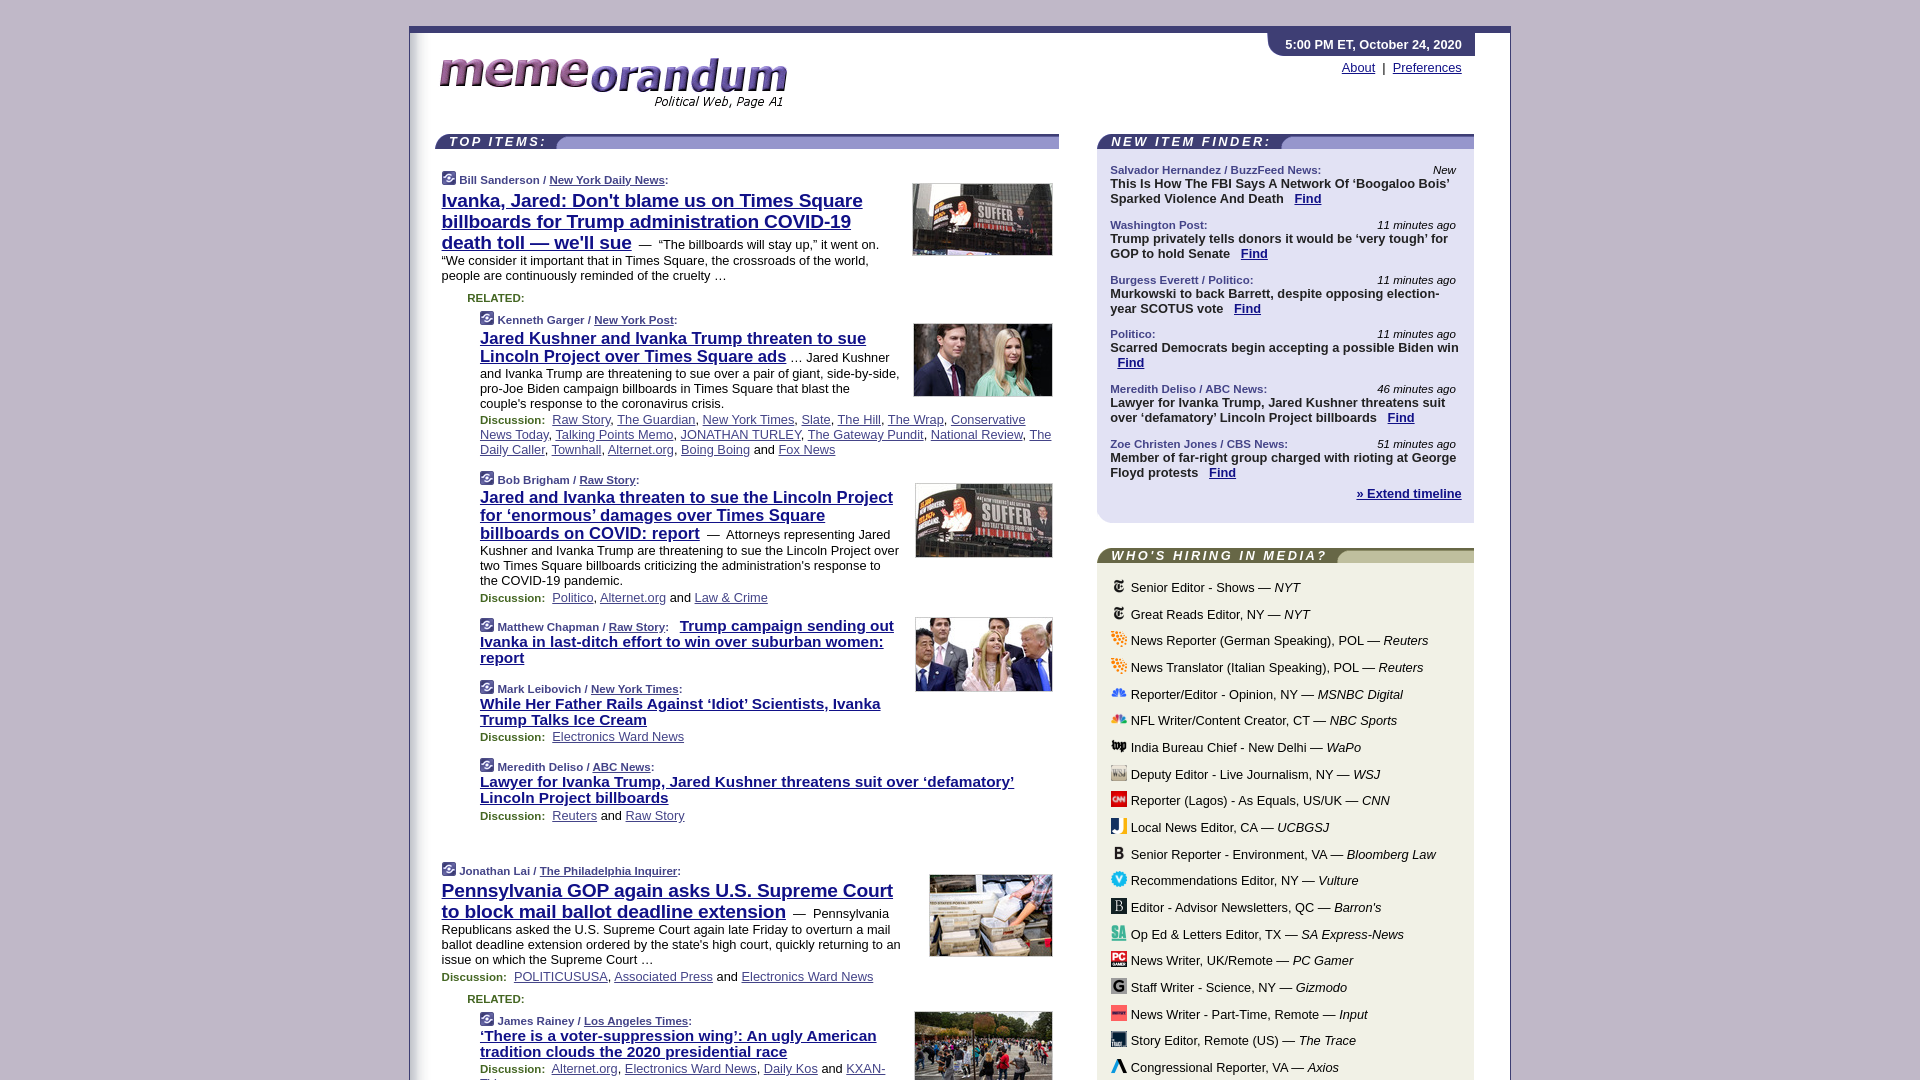 5:00 PM ET, October 24, 2020
About | Preferences
memeorandum
Political Web, Page A1
TOP ITEMS:
Bill Sanderson / New York Daily News:
Ivanka, Jared: Don't blame us on Times Square
billboards for Trump administration COVID-19
death toll — we'll sue — “The billboards will stay up,” it went on.
“We consider it important that in Times Square, the crossroads of the world,
people are continuously reminded of the cruelty …
RELATED:
Kenneth Garger / New York Post:
Jared Kushner and Ivanka Trump threaten to sue
Lincoln Project over Times Square ads … Jared Kushner
and Ivanka Trump are threatening to sue over a pair of giant, side-by-side,
pro-Joe Biden campaign billboards in Times Square that blast the
couple's response to the coronavirus crisis.
Discussion: Raw Story, The Guardian, New York Times, Slate, The Hill, The Wrap, Conservative
News Today, Talking Points Memo, JONATHAN TURLEY, The Gateway Pundit, National Review, The
Daily Caller, Townhall, Alternet.org, Boing Boing and Fox News
Bob Brigham / Raw Story:
Jared and Ivanka threaten to sue the Lincoln Project
for ‘enormous’ damages over Times Square
billboards on COVID: report — Attorneys representing Jared
Kushner and Ivanka Trump are threatening to sue the Lincoln Project over
two Times Square billboards criticizing the administration's response to
the COVID-19 pandemic.
SUFFER
SUFFER
Discussion: Politico, Alternet.org and Law & Crime
Matthew Chapman / Raw Story: Trump campaign sending out
Ivanka in last-ditch effort to win over suburban women:
report
Mark Leibovich / New York Times:
While Her Father Rails Against ‘Idiot’ Scientists, Ivanka
Trump Talks Ice Cream
Discussion: Electronics Ward News
Meredith Deliso / ABC News:
Lawyer for Ivanka Trump, Jared Kushner threatens suit over ‘defamatory’
Lincoln Project billboards
Discussion: Reuters and Raw Story
Jonathan Lai / The Philadelphia Inquirer:
Pennsylvania GOP again asks U.S. Supreme Court
to block mail ballot deadline extension — Pennsylvania
Republicans asked the U.S. Supreme Court again late Friday to overturn a mail
ballot deadline extension ordered by the state's high court, quickly returning to an
issue on which the Supreme Court …
Discussion: POLITICUSUSA, Associated Press and Electronics Ward News
RELATED:
James Rainey / Los Angeles Times:
‘There is a voter-suppression wing’: An ugly American
tradition clouds the 2020 presidential race
Discussion: Alternet.org, Electronics Ward News, Daily Kos and KXAN-
NEW ITEM FINDER:
Salvador Hernandez / BuzzFeed News: New
This Is How The FBI Says A Network Of ‘Boogaloo Bois’
Sparked Violence And Death Find
Washington Post: 11 minutes ago
Trump privately tells donors it would be ‘very tough’ for
GOP to hold Senate Find
Burgess Everett / Politico: 11 minutes ago
Murkowski to back Barrett, despite opposing election-
year SCOTUS vote Find
Politico: 11 minutes ago
Scarred Democrats begin accepting a possible Biden win
Find
Meredith Deliso / ABC News: 46 minutes ago
Lawyer for Ivanka Trump, Jared Kushner threatens suit
over ‘defamatory’ Lincoln Project billboards Find
Zoe Christen Jones / CBS News: 51 minutes ago
Member of far-right group charged with rioting at George
Floyd protests Find
» Extend timeline
WHO'S HIRING IN MEDIA?
Senior Editor - Shows — NYT
Great Reads Editor, NY — NYT
News Reporter (German Speaking), POL — Reuters
News Translator (Italian Speaking), POL — Reuters
Reporter/Editor - Opinion, NY — MSNBC Digital
NFL Writer/Content Creator, CT — NBC Sports
India Bureau Chief - New Delhi — WaPo
Deputy Editor - Live Journalism, NY — WSJ
Reporter (Lagos) - As Equals, US/UK — CNN
Local News Editor, CA — UCBGSJ
Senior Reporter - Environment, VA — Bloomberg Law
Recommendations Editor, NY — Vulture
Editor - Advisor Newsletters, QC — Barron's
Op Ed & Letters Editor, TX — SA Express-News
News Writer, UK/Remote — PC Gamer
Staff Writer - Science, NY — Gizmodo
News Writer - Part-Time, Remote — Input
Story Editor, Remote (US) — The Trace
Congressional Reporter, VA — Axios